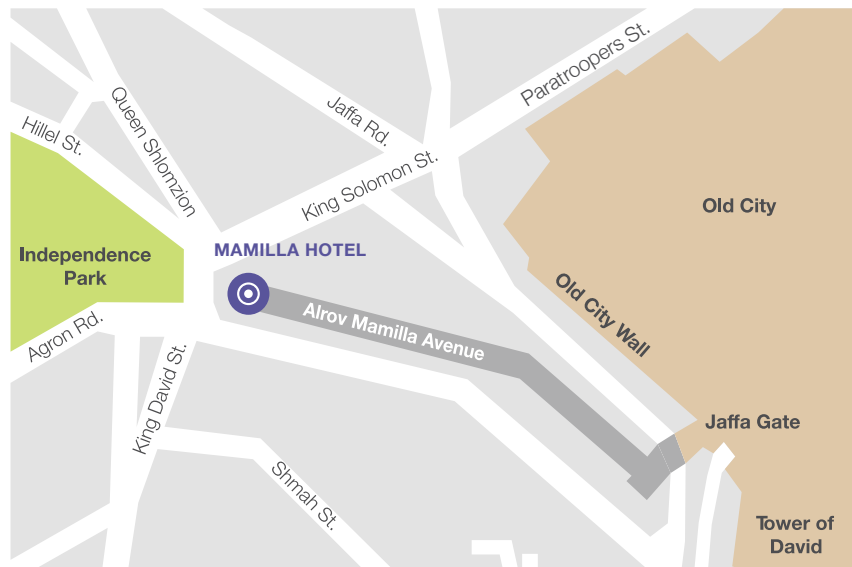 Paratroopers St.
Queen Shlomzion
Jaffa Rd.
Hillel St.
King Solomon St.
Old City
MAMILLA HOTEL
Independence
Park
Old City Wall
Alrov Mamilla Avenue
Agron Rd.
King David St.
Jaffa Gate
Shmah St.
Tower of
David